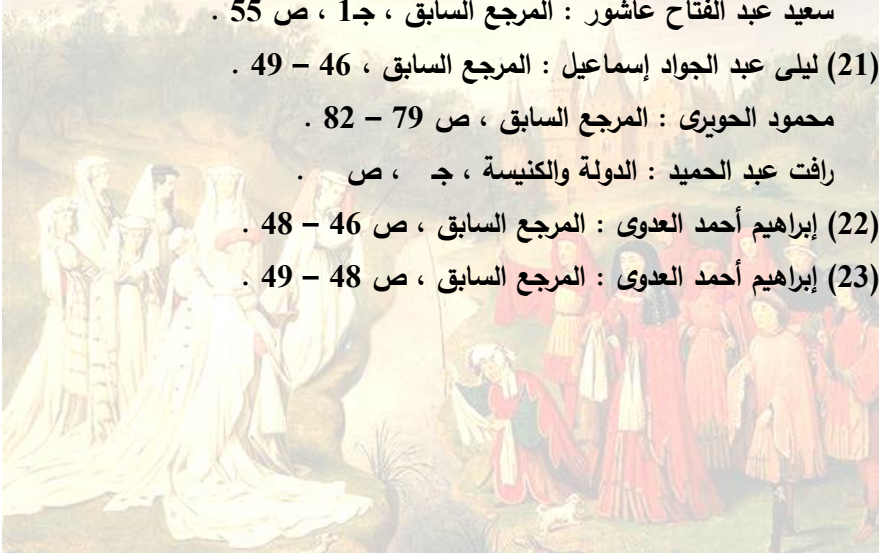 سعيد عبد الفتاح عاشور : المرجع السابق ، جـ1 ، ص 55 .
(21) ليلى عبد الجواد إسماعيل : المرجع السابق ، 46 – 49 .
محمود الحويرى : المرجع السابق ، ص 79 – 82 .
رافت عبد الحميد : الدولة والكنيسة ، جـ ، ص .
(22) إبراهيم أحمد العدوى : المرجع السابق ، ص 46 – 48 .
(23) إبراهيم أحمد العدوى : المرجع السابق ، ص 48 – 49 .